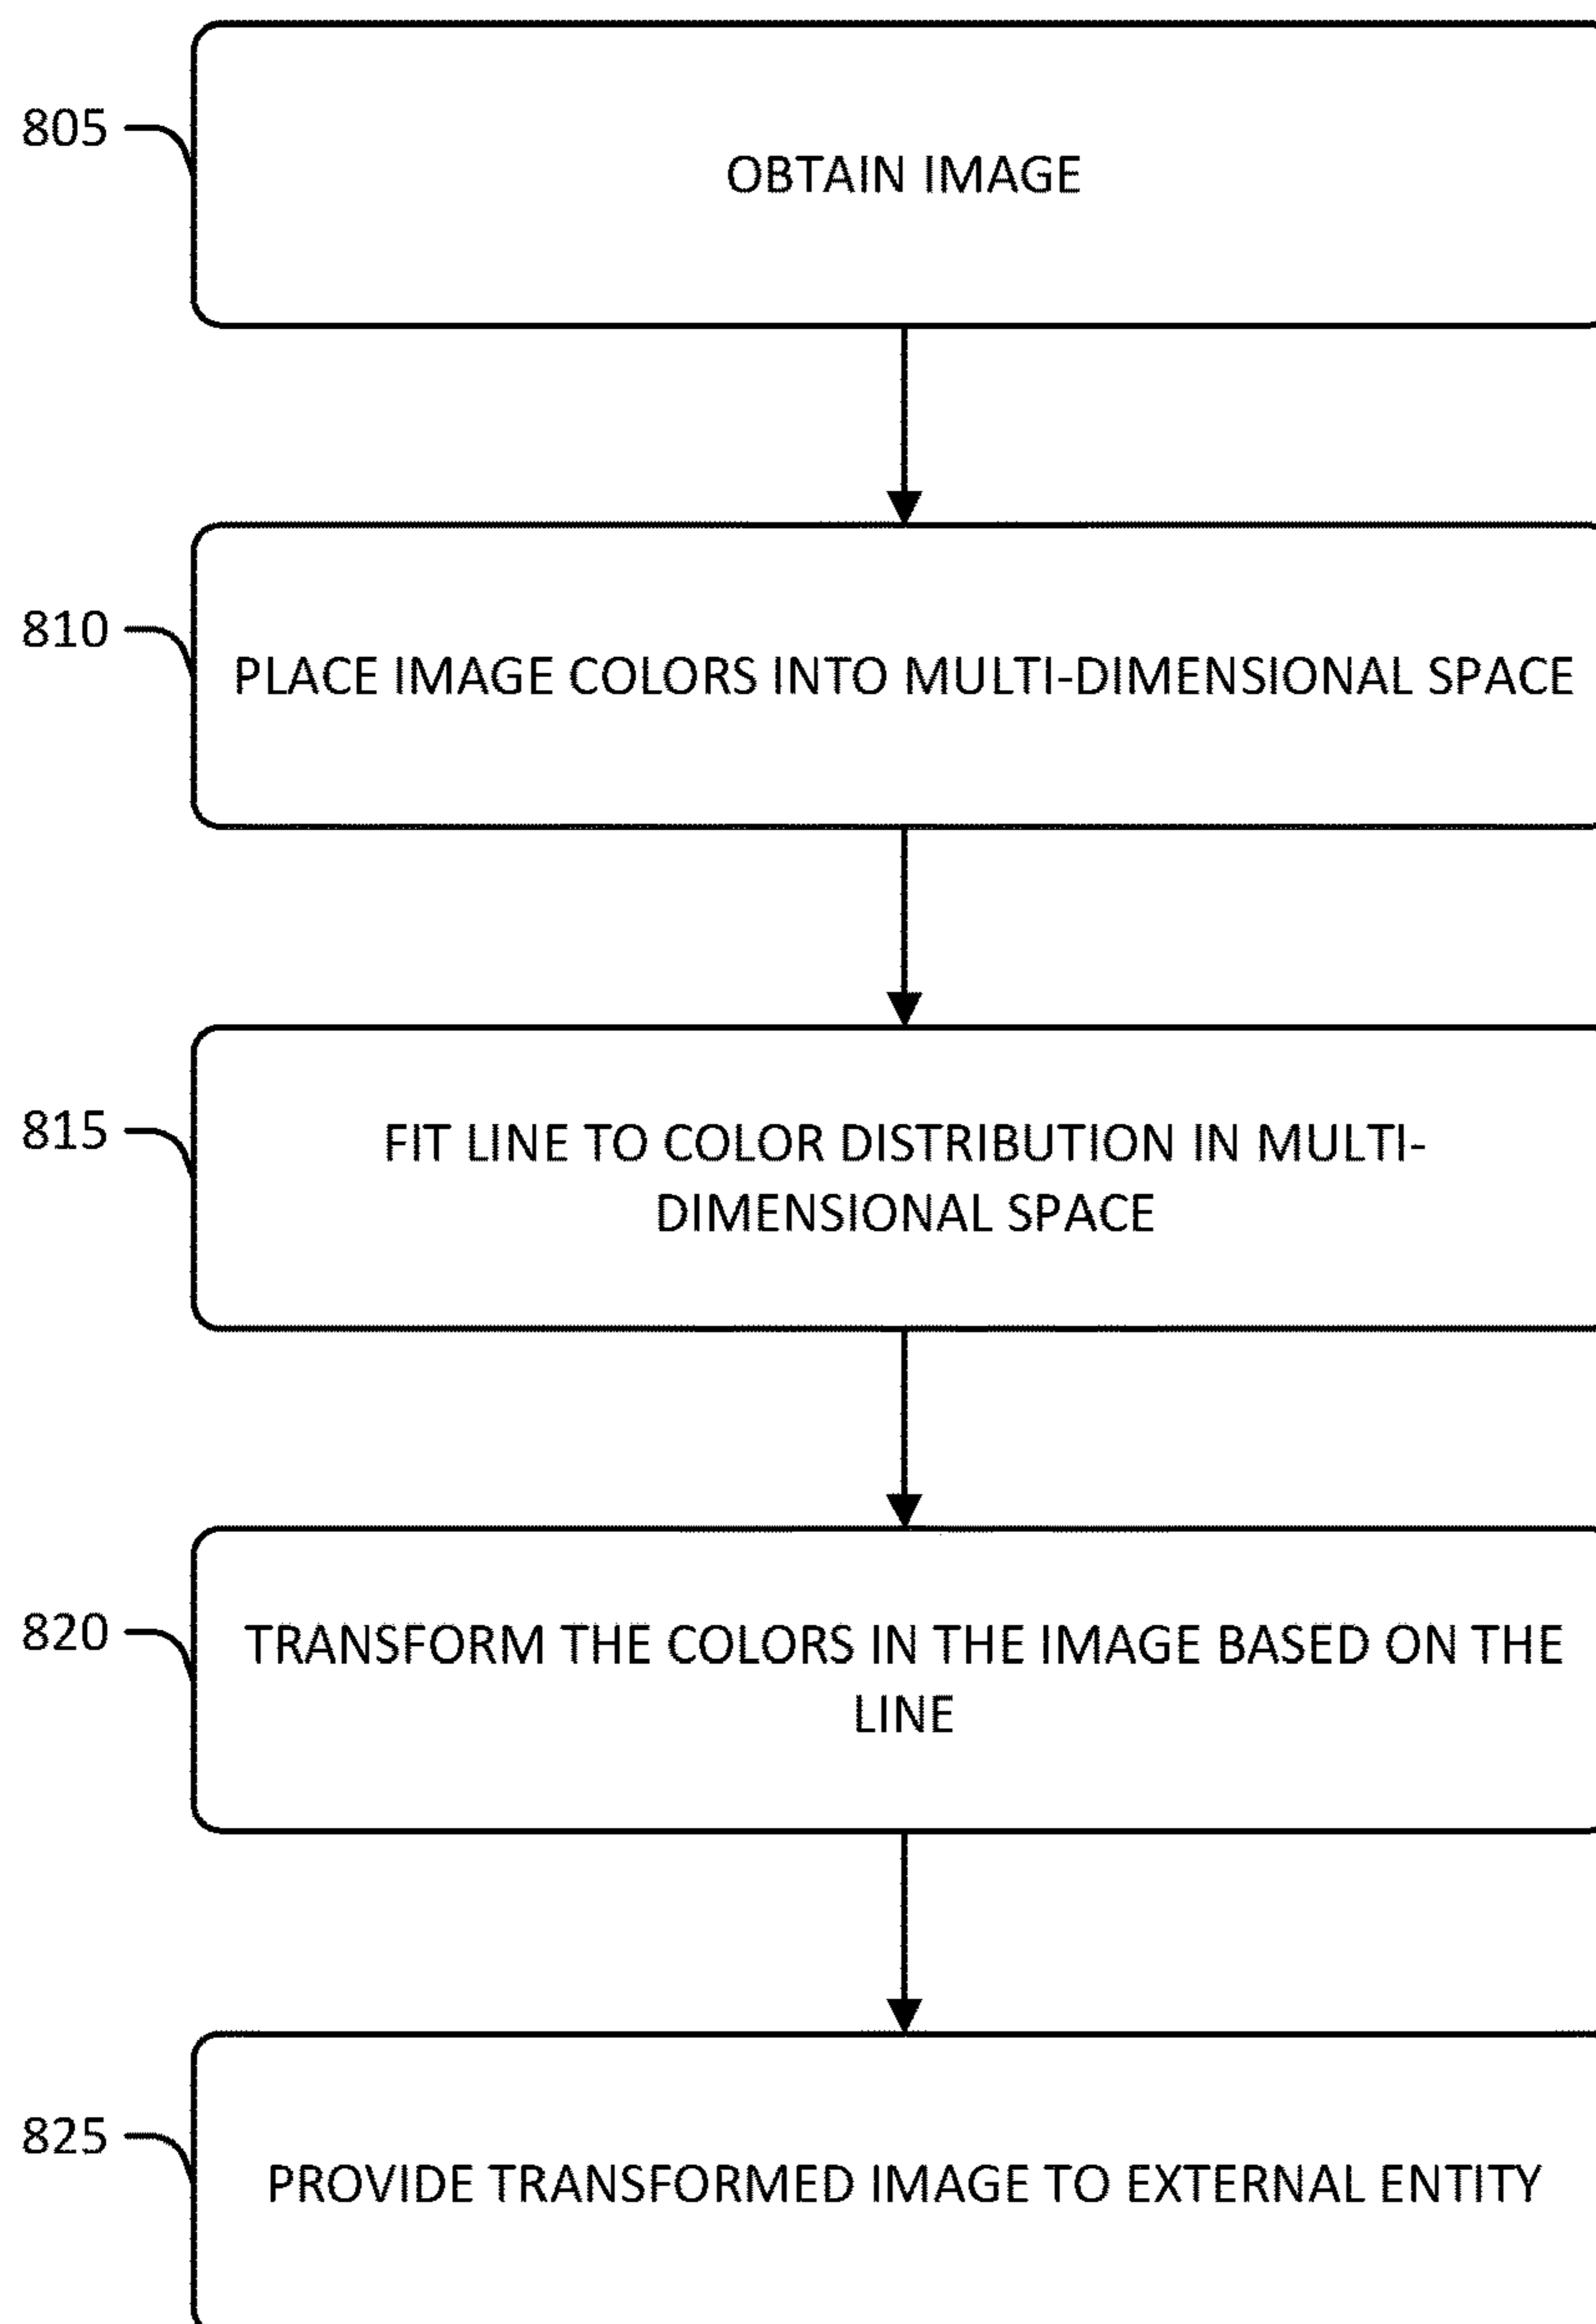 805
OBTAIN IMAGE
810
PLACE IMAGE COLORS INTO MULTI-DIMENSIONAL SPACE
815
FIT LINE TO COLOR DISTRIBUTION IN MULTI-
DIMENSIONAL SPACE
820
TRANSFORM THE COLORS IN THE IMAGE BASED ON THE
LINE
825
PROVIDE TRANSFORMED IMAGE TO EXTERNAL ENTITY